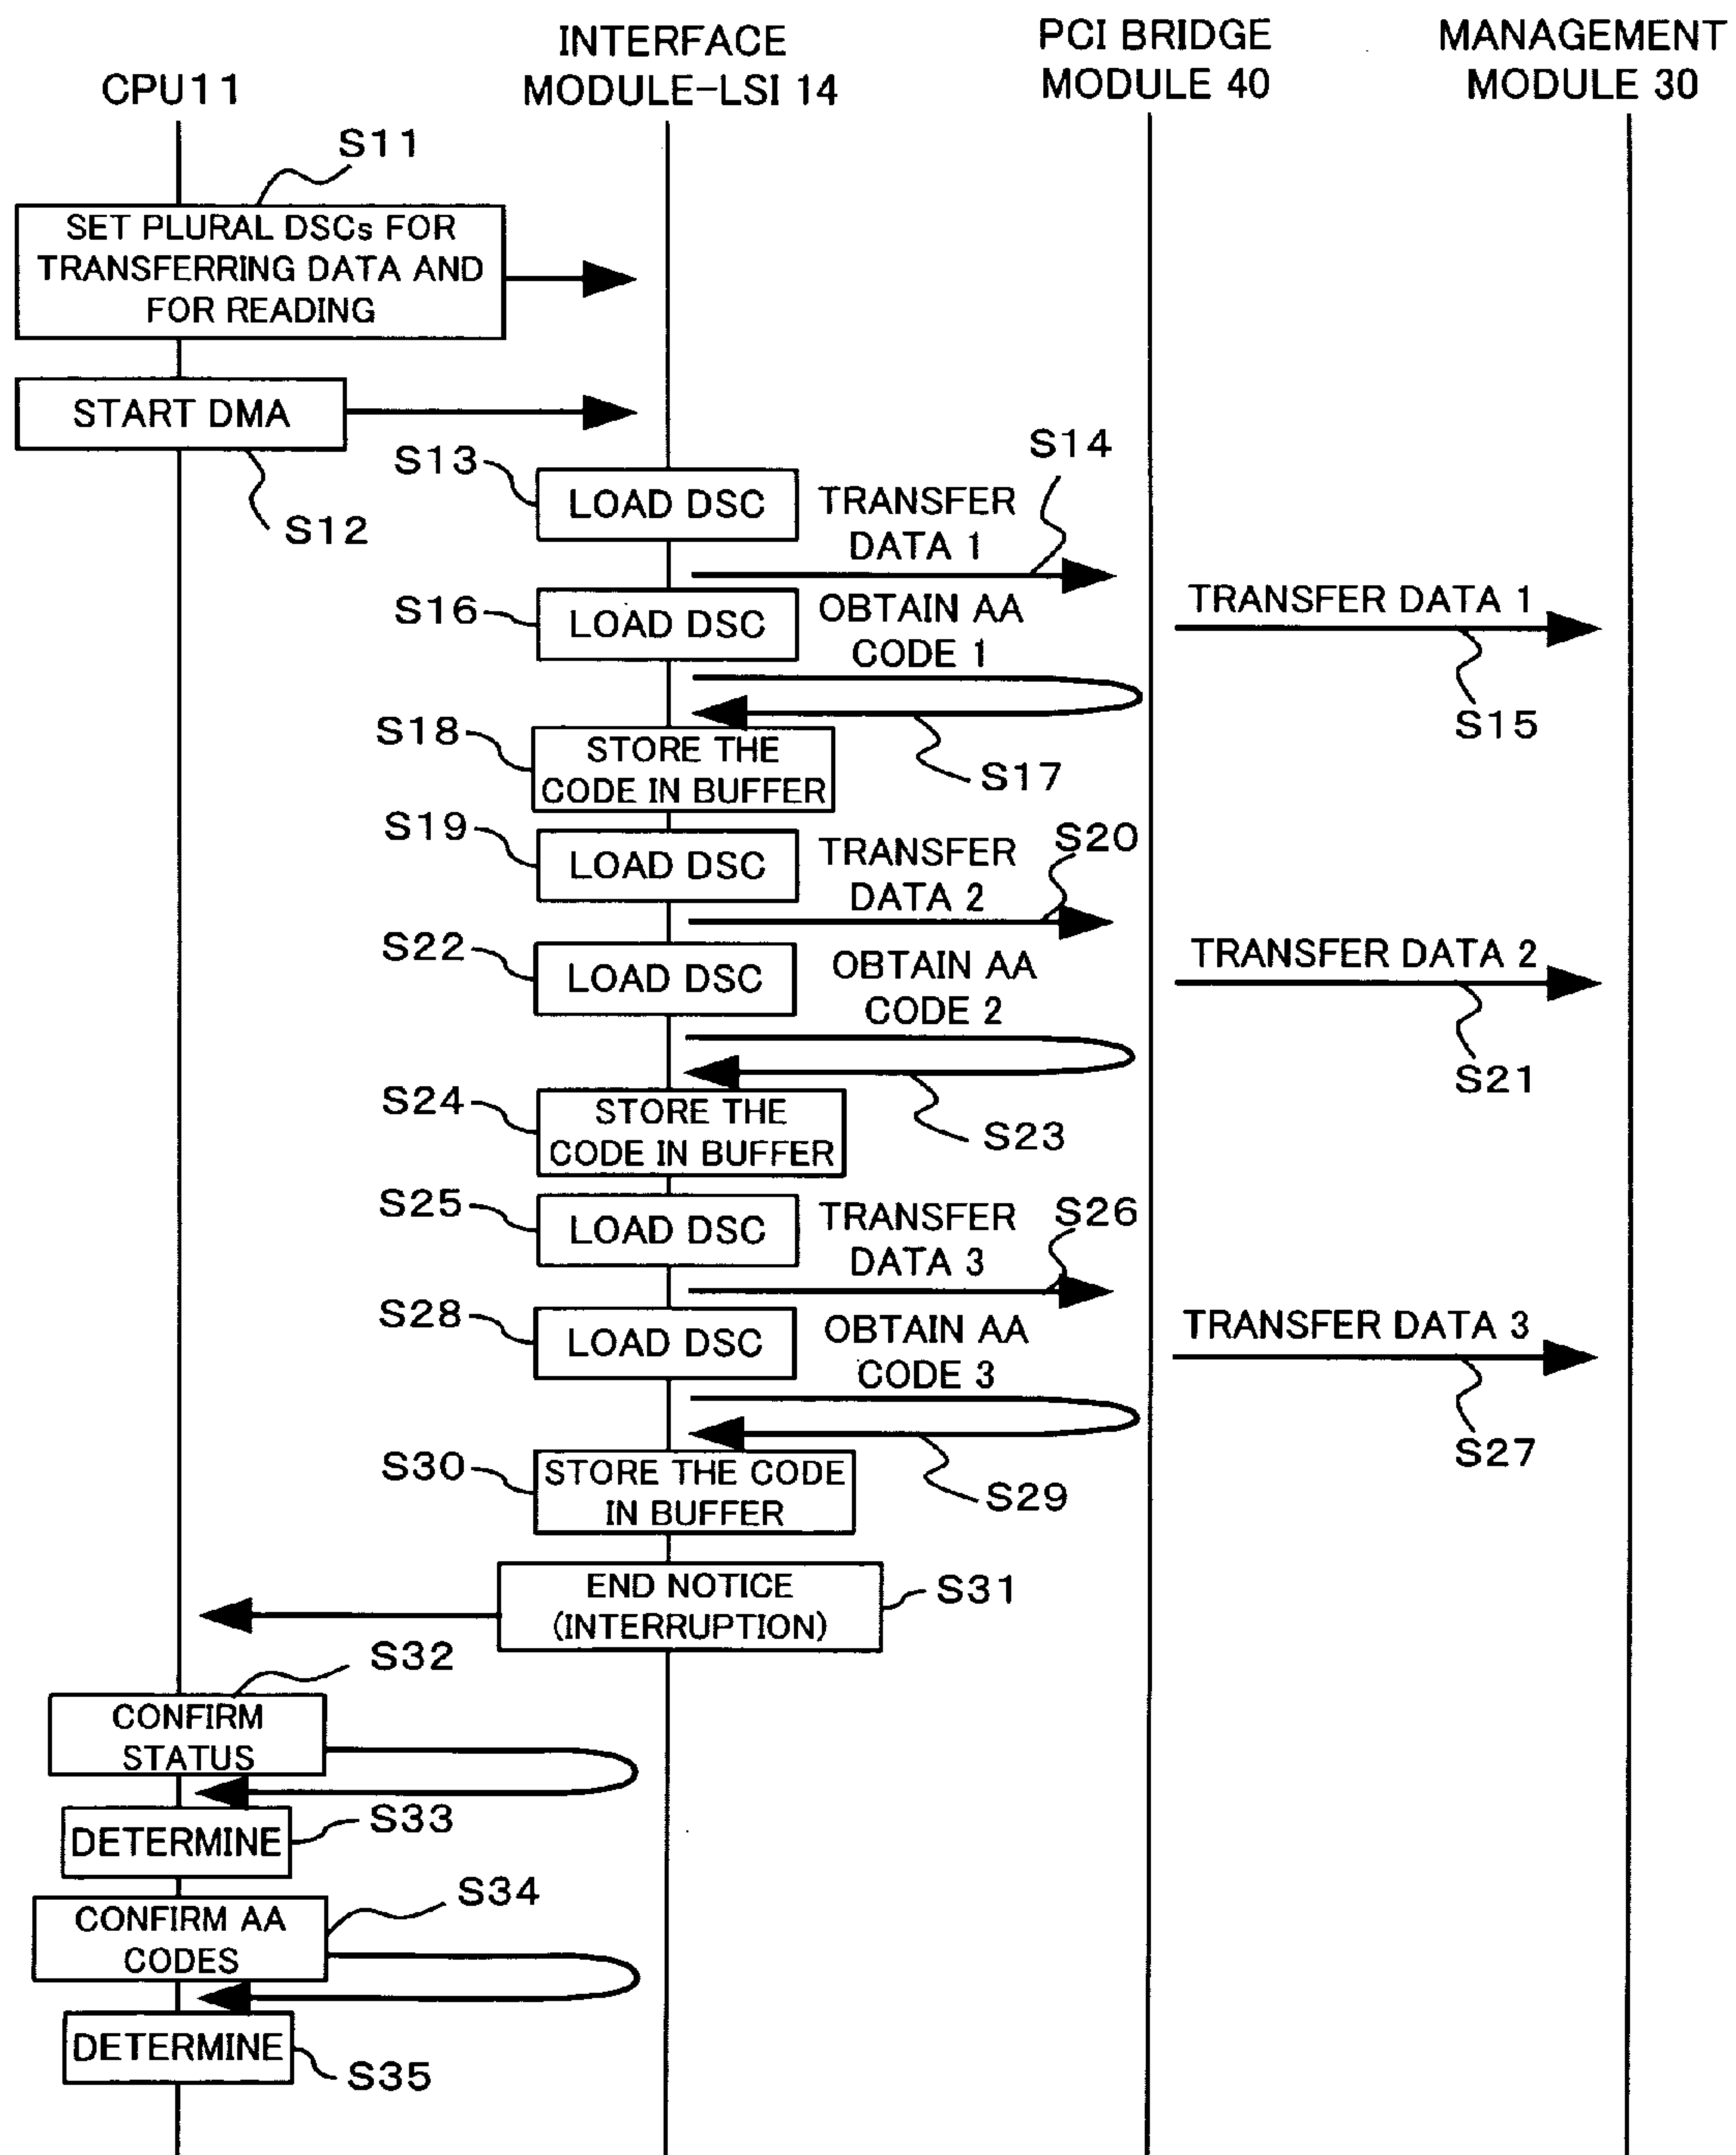 CPU11
INTERFACE
MODULE-LSI 14
PCI BRIDGE
MODULE 40
MANAGEMENT
MODULE 30
S11
SET PLURAL DSCs FOR
TRANSFERRING DATA AND
FOR READING
START DMA
S12
S13
LOAD DSC
TRANSFER
DATA 1
S14
S16
LOAD DSC
OBTAIN AA
CODE 1
TRANSFER DATA 1
S15
S17
S18
STORE THE
CODE IN BUFFER
S19
LOAD DSC
TRANSFER
DATA 2
S20
S22
LOAD DSC
OBTAIN AA
CODE 2
TRANSFER DATA 2
S21
S23
S24
STORE THE
CODE IN BUFFER
S25
LOAD DSC
TRANSFER
DATA 3
S26
S28
LOAD DSC
OBTAIN AA
CODE 3
TRANSFER DATA 3
S27
S29
S30
STORE THE CODE
IN BUFFER
END NOTICE
(INTERRUPTION)
S31
S32
CONFIRM
STATUS
S33
DETERMINE
S34
CONFIRM AA
CODES
DETERMINE
S35